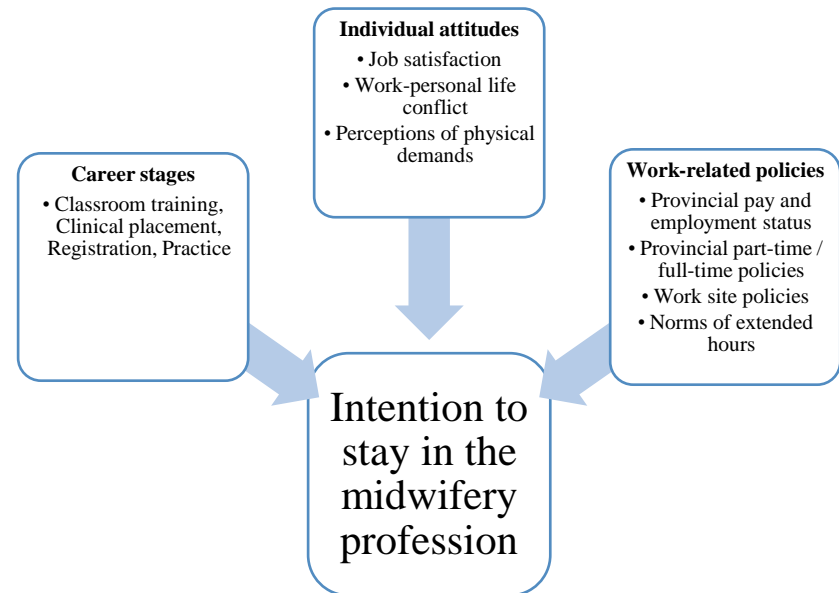 Individual attitudes
• Job satisfaction
• Work-personal life
conflict
• Perceptions of physical
demands
Career stages
• Classroom training,
Clinical placement,
Registration, Practice
Work-related policies
• Provincial pay and
employment status
• Provincial part-time /
full-time policies
• Work site policies
• Norms of extended
hours
Intention to
stay in the
midwifery
profession